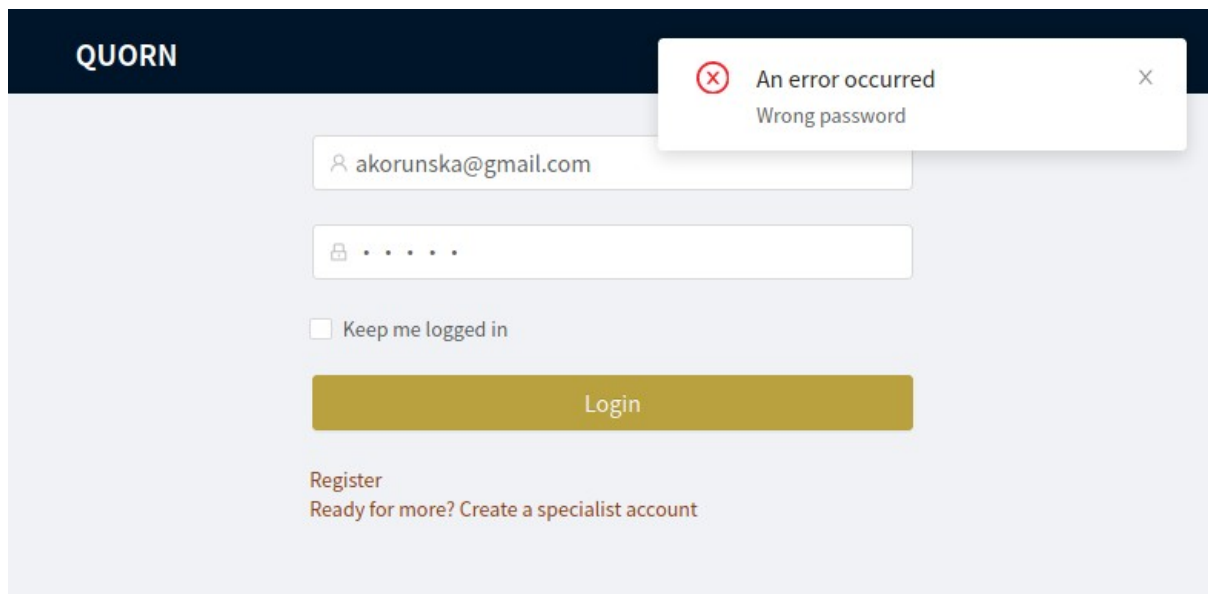 QUORN
An error occurred
Wrong password
akorunska@gmail.com
• • • • •
Keep me logged in
Login
Register
Ready for more? Create a specialist account